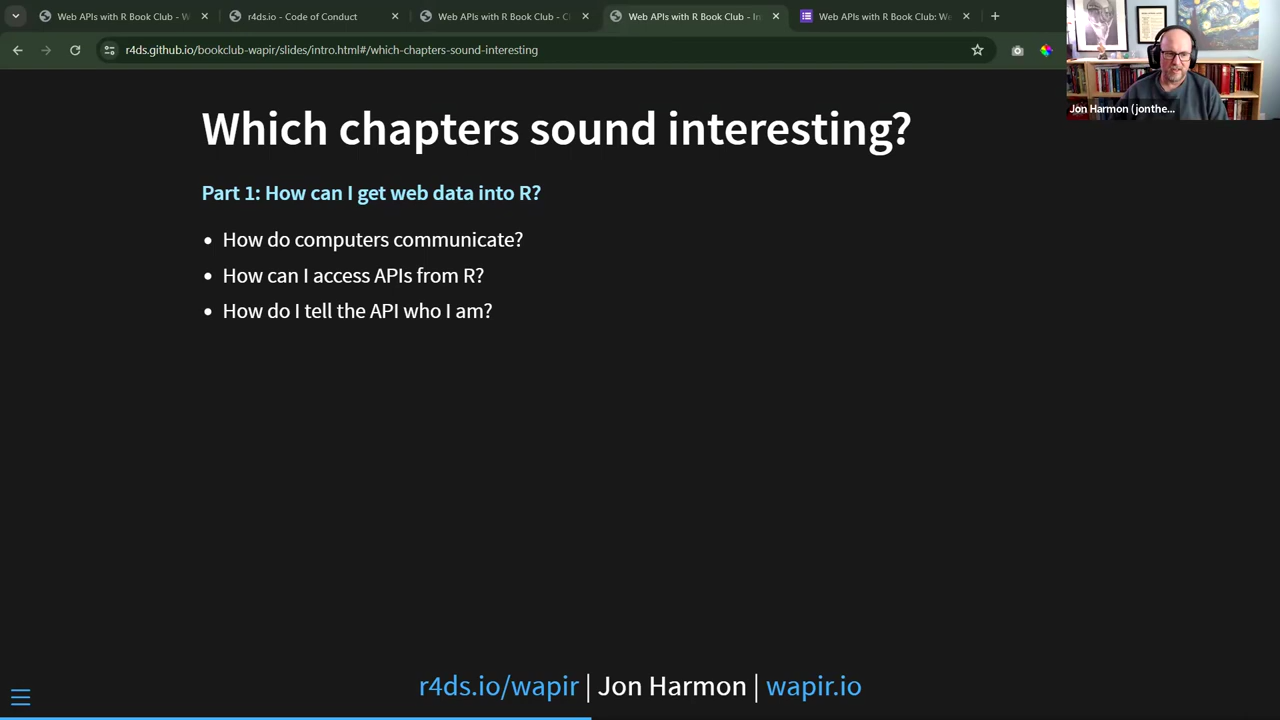 Web APIs with R Book Club - W
r4ds.io - Code of Conduct
Web APIs with R Book Club - C
Web APIs with R Book Club - In
Web APIs with R Book Club: We
r4ds.github.io/bookclub-wapir/slides/intro.html#/which-chapters-sound-interesting
Jon Harmon (jonthe...
Which chapters sound interesting?
Part 1: How can I get web data into R?
• How do computers communicate?
• How can I access APIs from R?
• How do I tell the API who I am?
r4ds.io/wapir | Jon Harmon | wapir.io